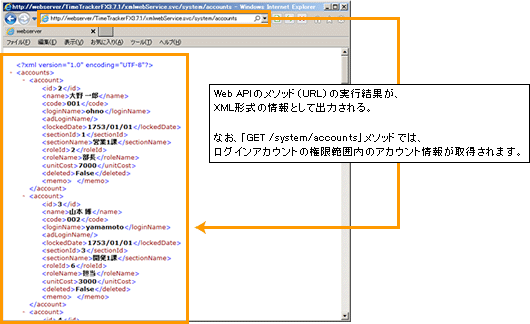 http://webserver/TimeTrackerFX3.7.1/xmlwebService.svc/system/accounts - Windows Internet Explorer
http://webserver/TimeTrackerFX3.7.1/xmlwebService.svc/system/accounts
webserver
ファイル(F) 編集(E) 表示(V) お気に入り(A) ツール(T) ヘルプ(H)
<?xml version="1.0" encoding="UTF-8"?>
- <accounts>
- <account>
<id>2</id>
<name>大野 一郎</name>
<code>001</code>
<loginName>ohno</loginName>
<adLoginName/>
<lockedDate>1753/01/01</lockedDate>
<sectionId>1</sectionId>
<sectionName>営業1課</sectionName>
<roleId>2</roleId>
<roleName>部長</roleName>
<unitCost>7000</unitCost>
<deleted>False</deleted>
<memo> </memo>
</account>
- <account>
<id>3</id>
<name>山本 博</name>
<code>002</code>
<loginName>yamamoto</loginName>
<adLoginName/>
<lockedDate>1753/01/01</lockedDate>
<sectionId>3</sectionId>
<sectionName>開発1課</sectionName>
<roleId>6</roleId>
<roleName>担当</roleName>
<unitCost>3000</unitCost>
<deleted>False</deleted>
<memo> </memo>
</account>
- <account>
Web APIのメソッド(URL)の実行結果が、
XML形式の情報として出力される。
なお、「GET /system/accounts」メソッドでは、
ログインアカウントの権限範囲内のアカウント情報が取得されます。